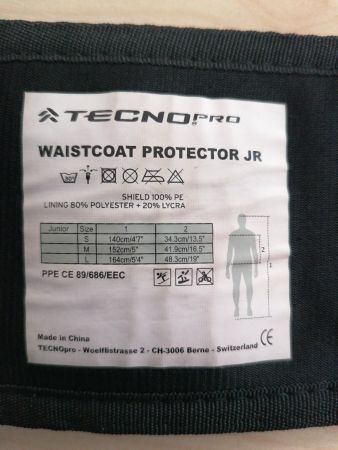 TECNOPRO
WAISTCOAT PROTECTOR JR
SHIELD 100% PE
LINING 80% POLYESTER + 20% LYCRA
Junior Size 1 2
S 140cm/4'7" 34.3cm/13.5"
M 152cm/5" 41.9cm/16.5"
L 164cm/5'4" 48.3cm/19"
1
2
PPE CE 89/686/EEC
Made in China
TECNOpro - Woelflistrasse 2 - CH-3006 Berne - Switzerland
CE